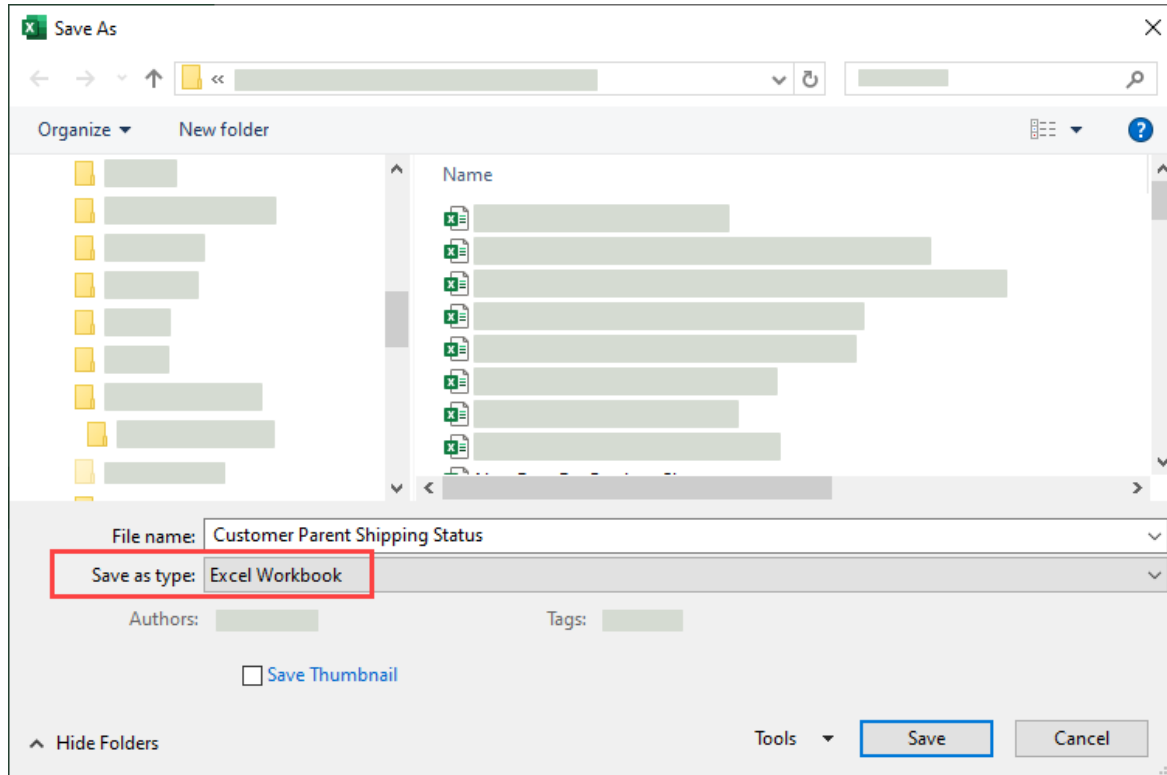 Save As
«
Organize New folder
?
Name
File name: Customer Parent Shipping Status
Save as type: Excel Workbook
Authors: Tags:
Save Thumbnail
Hide Folders Tools Save Cancel